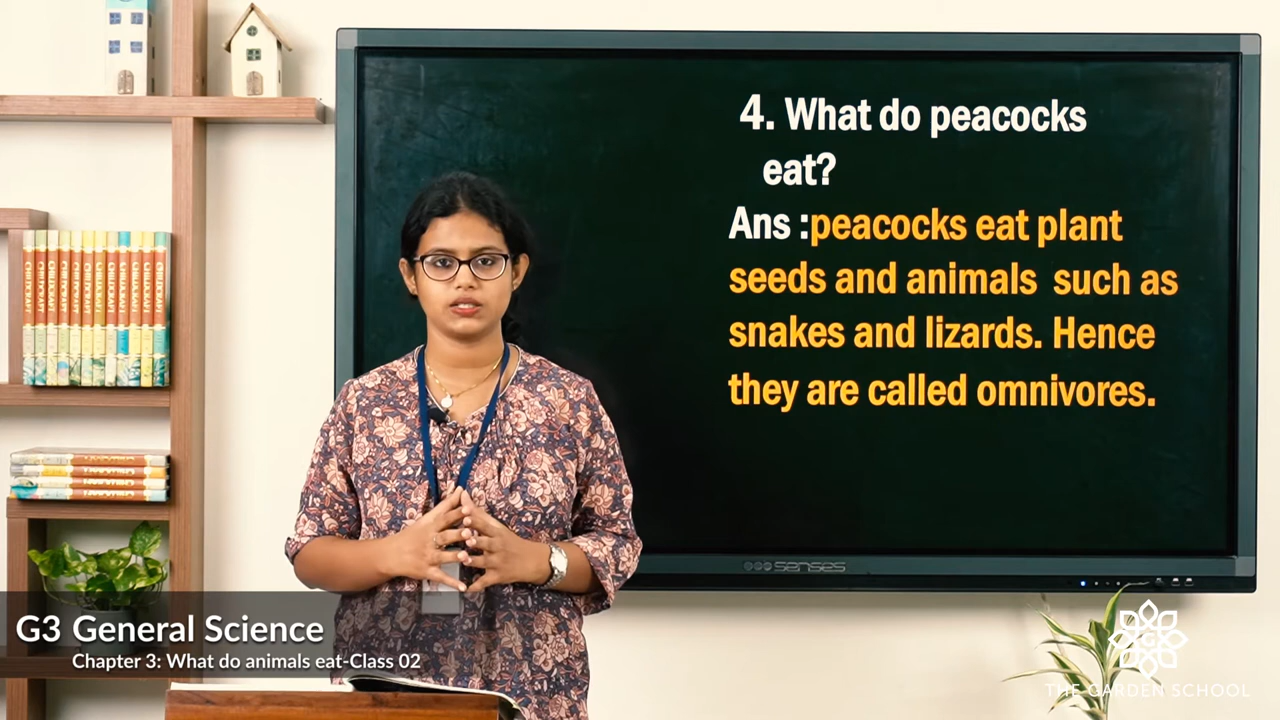 4. What do peacocks
eat?
Ans :peacocks eat plant
seeds and animals such as
snakes and lizards. Hence
they are called omnivores.
senses
G3 General Science
Chapter 3: What do animals eat-Class 02
G
THE GARDEN SCHOOL